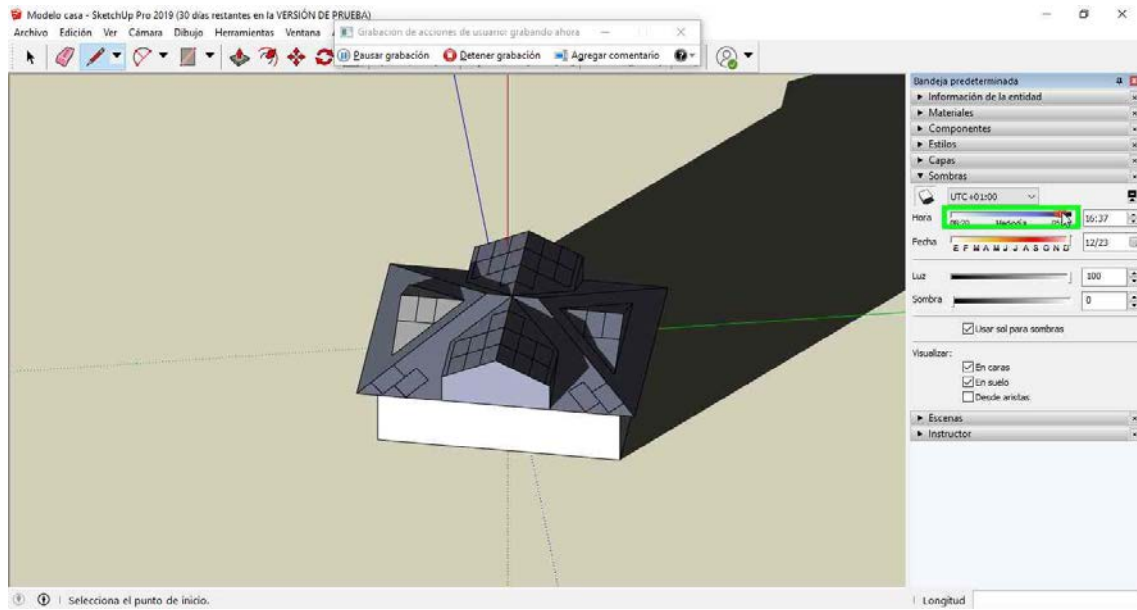 Modelo casa - SketchUp Pro 2019 (30 días restantes en la VERSIÓN DE PRUEBA)
Archivo Edición Ver Cámara Dibujo Herramientas Ventana
Grabación de acciones de usuario: grabando ahora
Pausar grabación Detener grabación Agregar comentario
Bandeja predeterminada
Información de la entidad
Materiales
Componentes
Estilos
Capas
Sombras
UTC+01:00
Hora Mediodía 16:37
Fecha E F M A M J J A S O N D 12/23
Luz 100
Sombra 0
Usar sol para sombras
Visualizar:
En caras
En suelo
Desde aristas
Escenas
Instructor
Selecciona el punto de inicio. Longitud